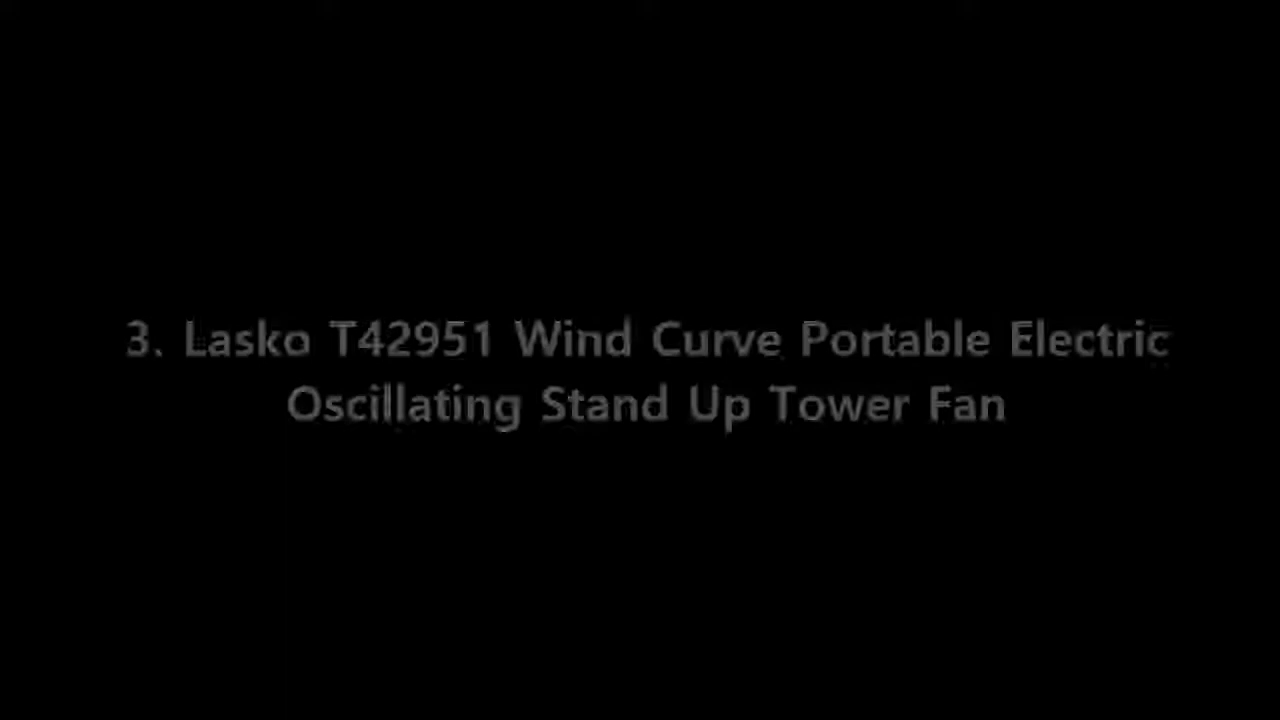 3. Lasko T42951 Wind Curve Portable Electric
Oscillating Stand Up Tower Fan